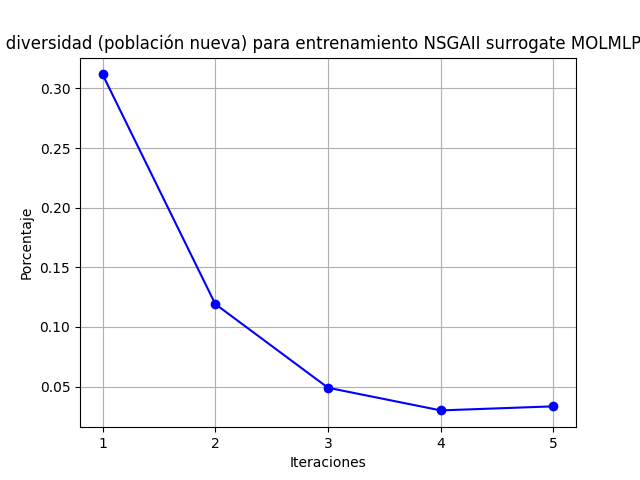 diversidad (población nueva) para entrenamiento NSGAII surrogate MOLMLP
0.30
0.25
0.20
0.15
0.10
0.05
Porcentaje
1 2 3 4 5
Iteraciones